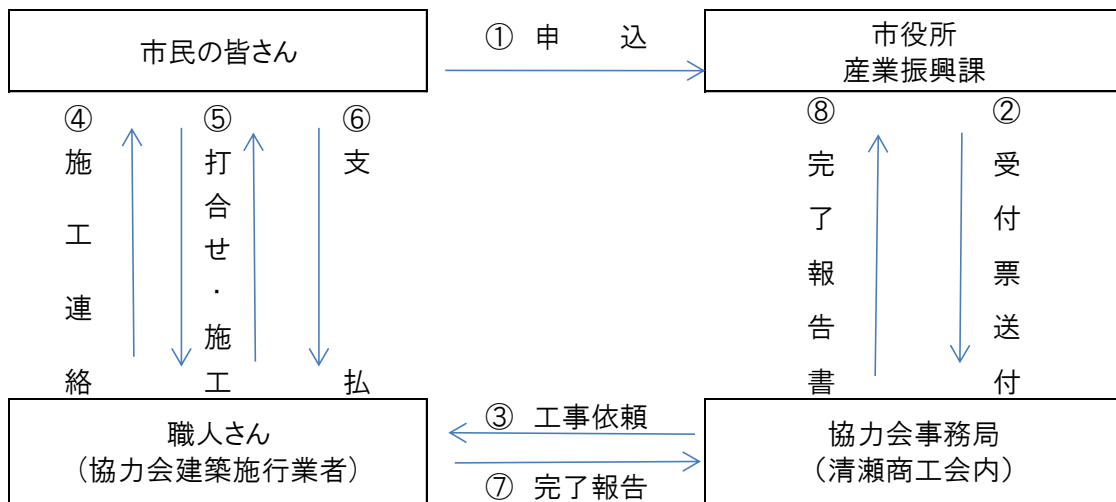 市民の皆さん
① 申 込
市役所
産業振興課
④ 施工連絡
⑤ 打合せ・施工
⑥ 支払
⑧ 完了報告書
② 受付票送付
職人さん
（協力会建築施行業者）
③ 工事依頼
⑦ 完了報告
協力会事務局
（清瀬商工会内）